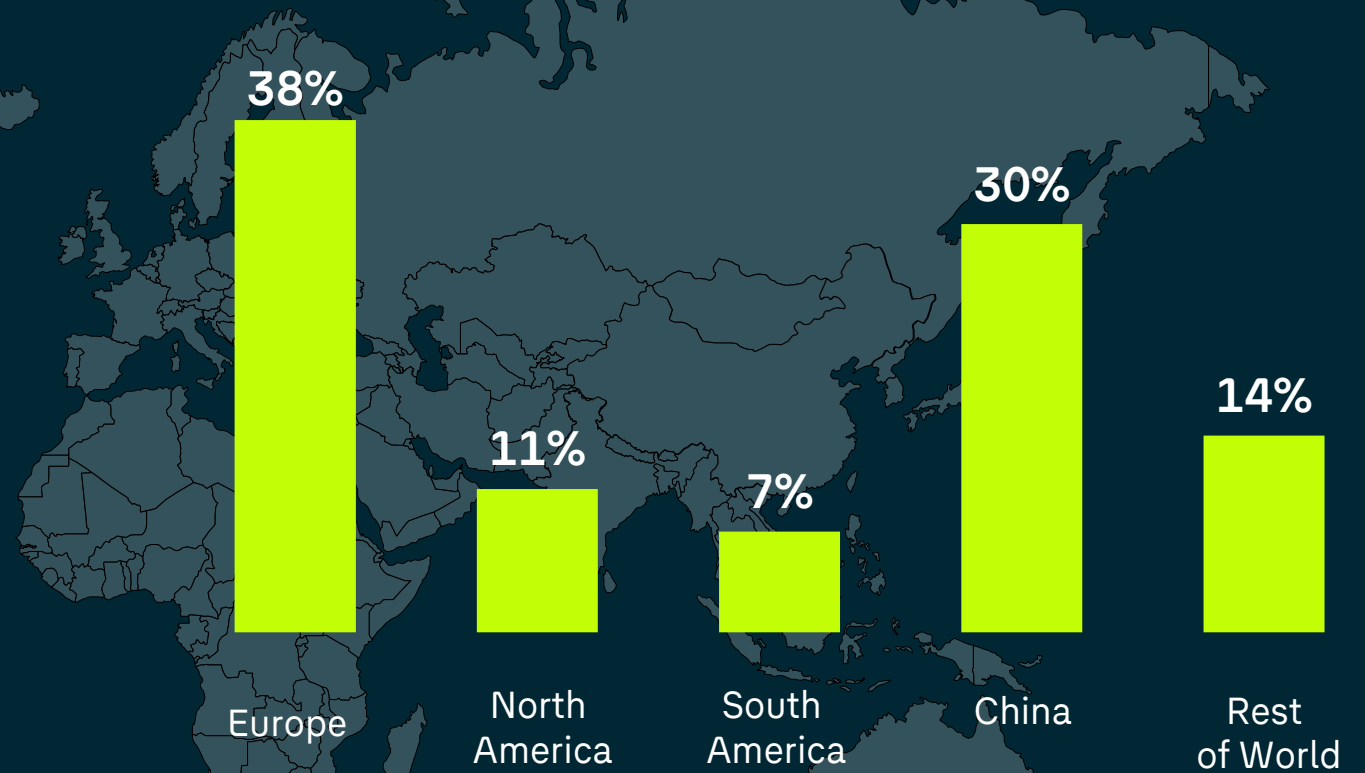 38%
11%
7%
30%
14%
Europe
North
America
South
America
China
Rest
of World